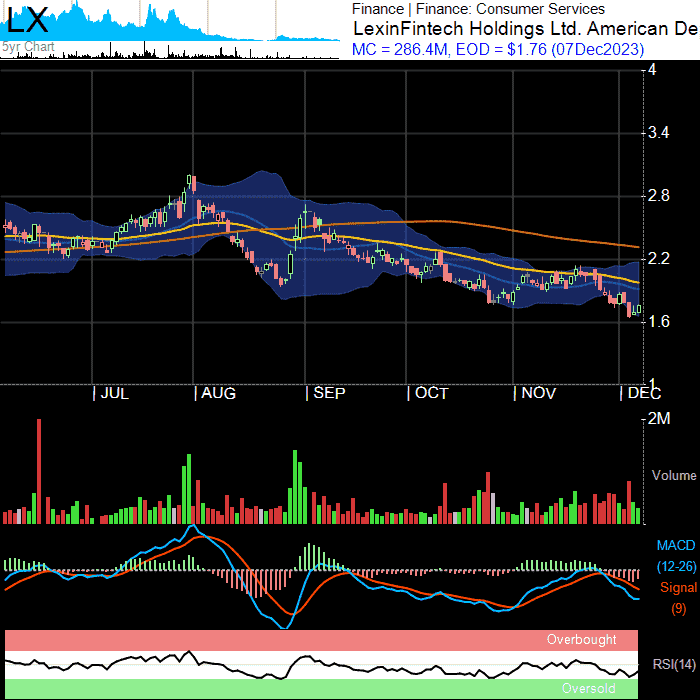 LX
5yr Chart
Finance | Finance: Consumer Services
LexinFintech Holdings Ltd. American De
MC = 286.4M, EOD = $1.76 (07Dec2023)
4
3.4
2.8
2.2
1.6
1
JUL
AUG
SEP
OCT
NOV
DEC
2M
Volume
MACD
(12-26)
Signal
(9)
Overbought
RSI(14)
Oversold